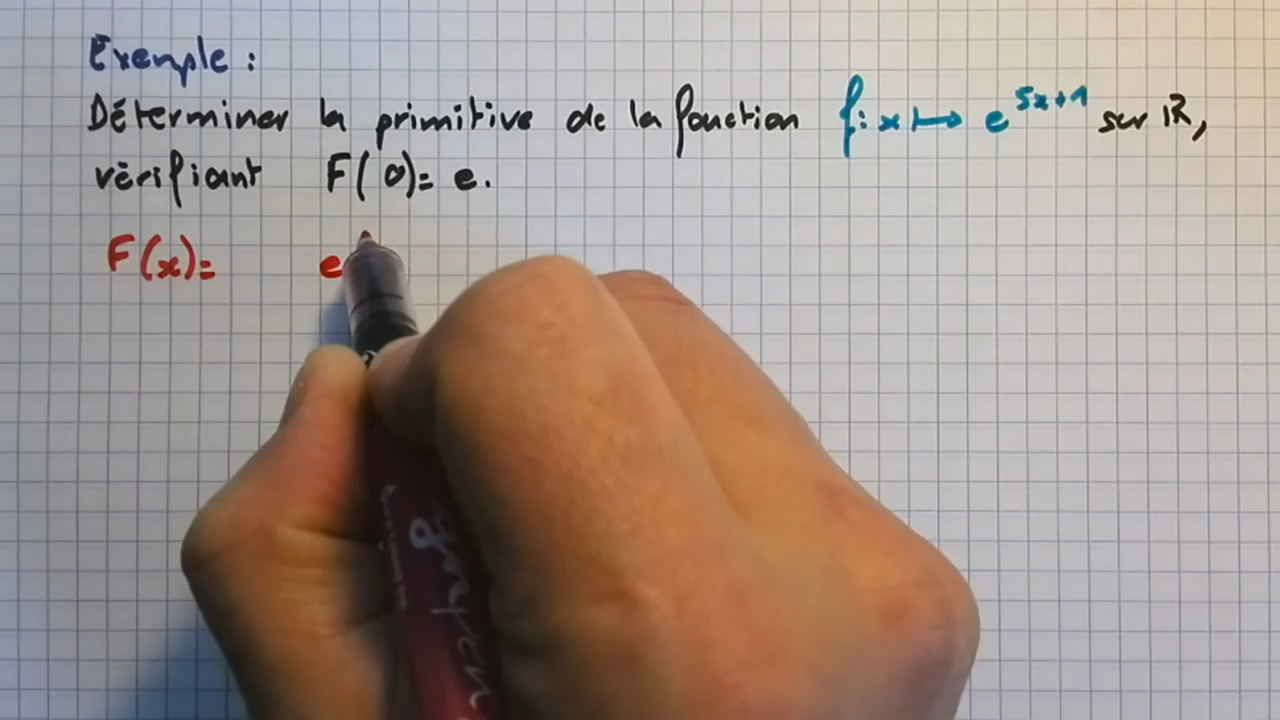 Exemple :
Déterminer la primitive de la fonction f: x ↦ e^{5x+1} sur ℝ,
vérifiant F(0)= e.
F(x)= e